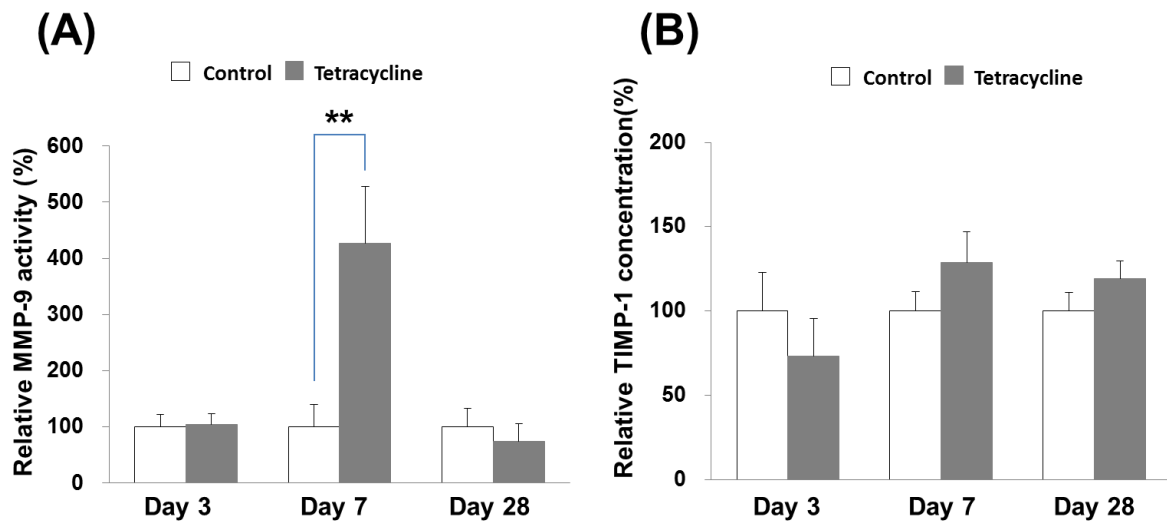 (A)
Control Tetracycline
**
Relative MMP-9 activity (%)
600
500
400
300
200
100
0
Day 3 Day 7 Day 28
(B)
Control Tetracycline
Relative TIMP-1 concentration(%)
200
150
100
50
0
Day 3 Day 7 Day 28